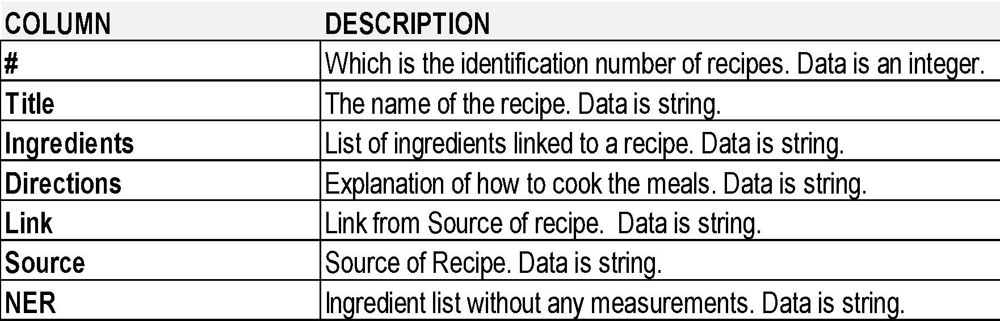 COLUMN DESCRIPTION
# Which is the identification number of recipes. Data is an integer.
Title The name of the recipe. Data is string.
Ingredients List of ingredients linked to a recipe. Data is string.
Directions Explanation of how to cook the meals. Data is string.
Link Link from Source of recipe.  Data is string.
Source Source of Recipe. Data is string.
NER Ingredient list without any measurements. Data is string.